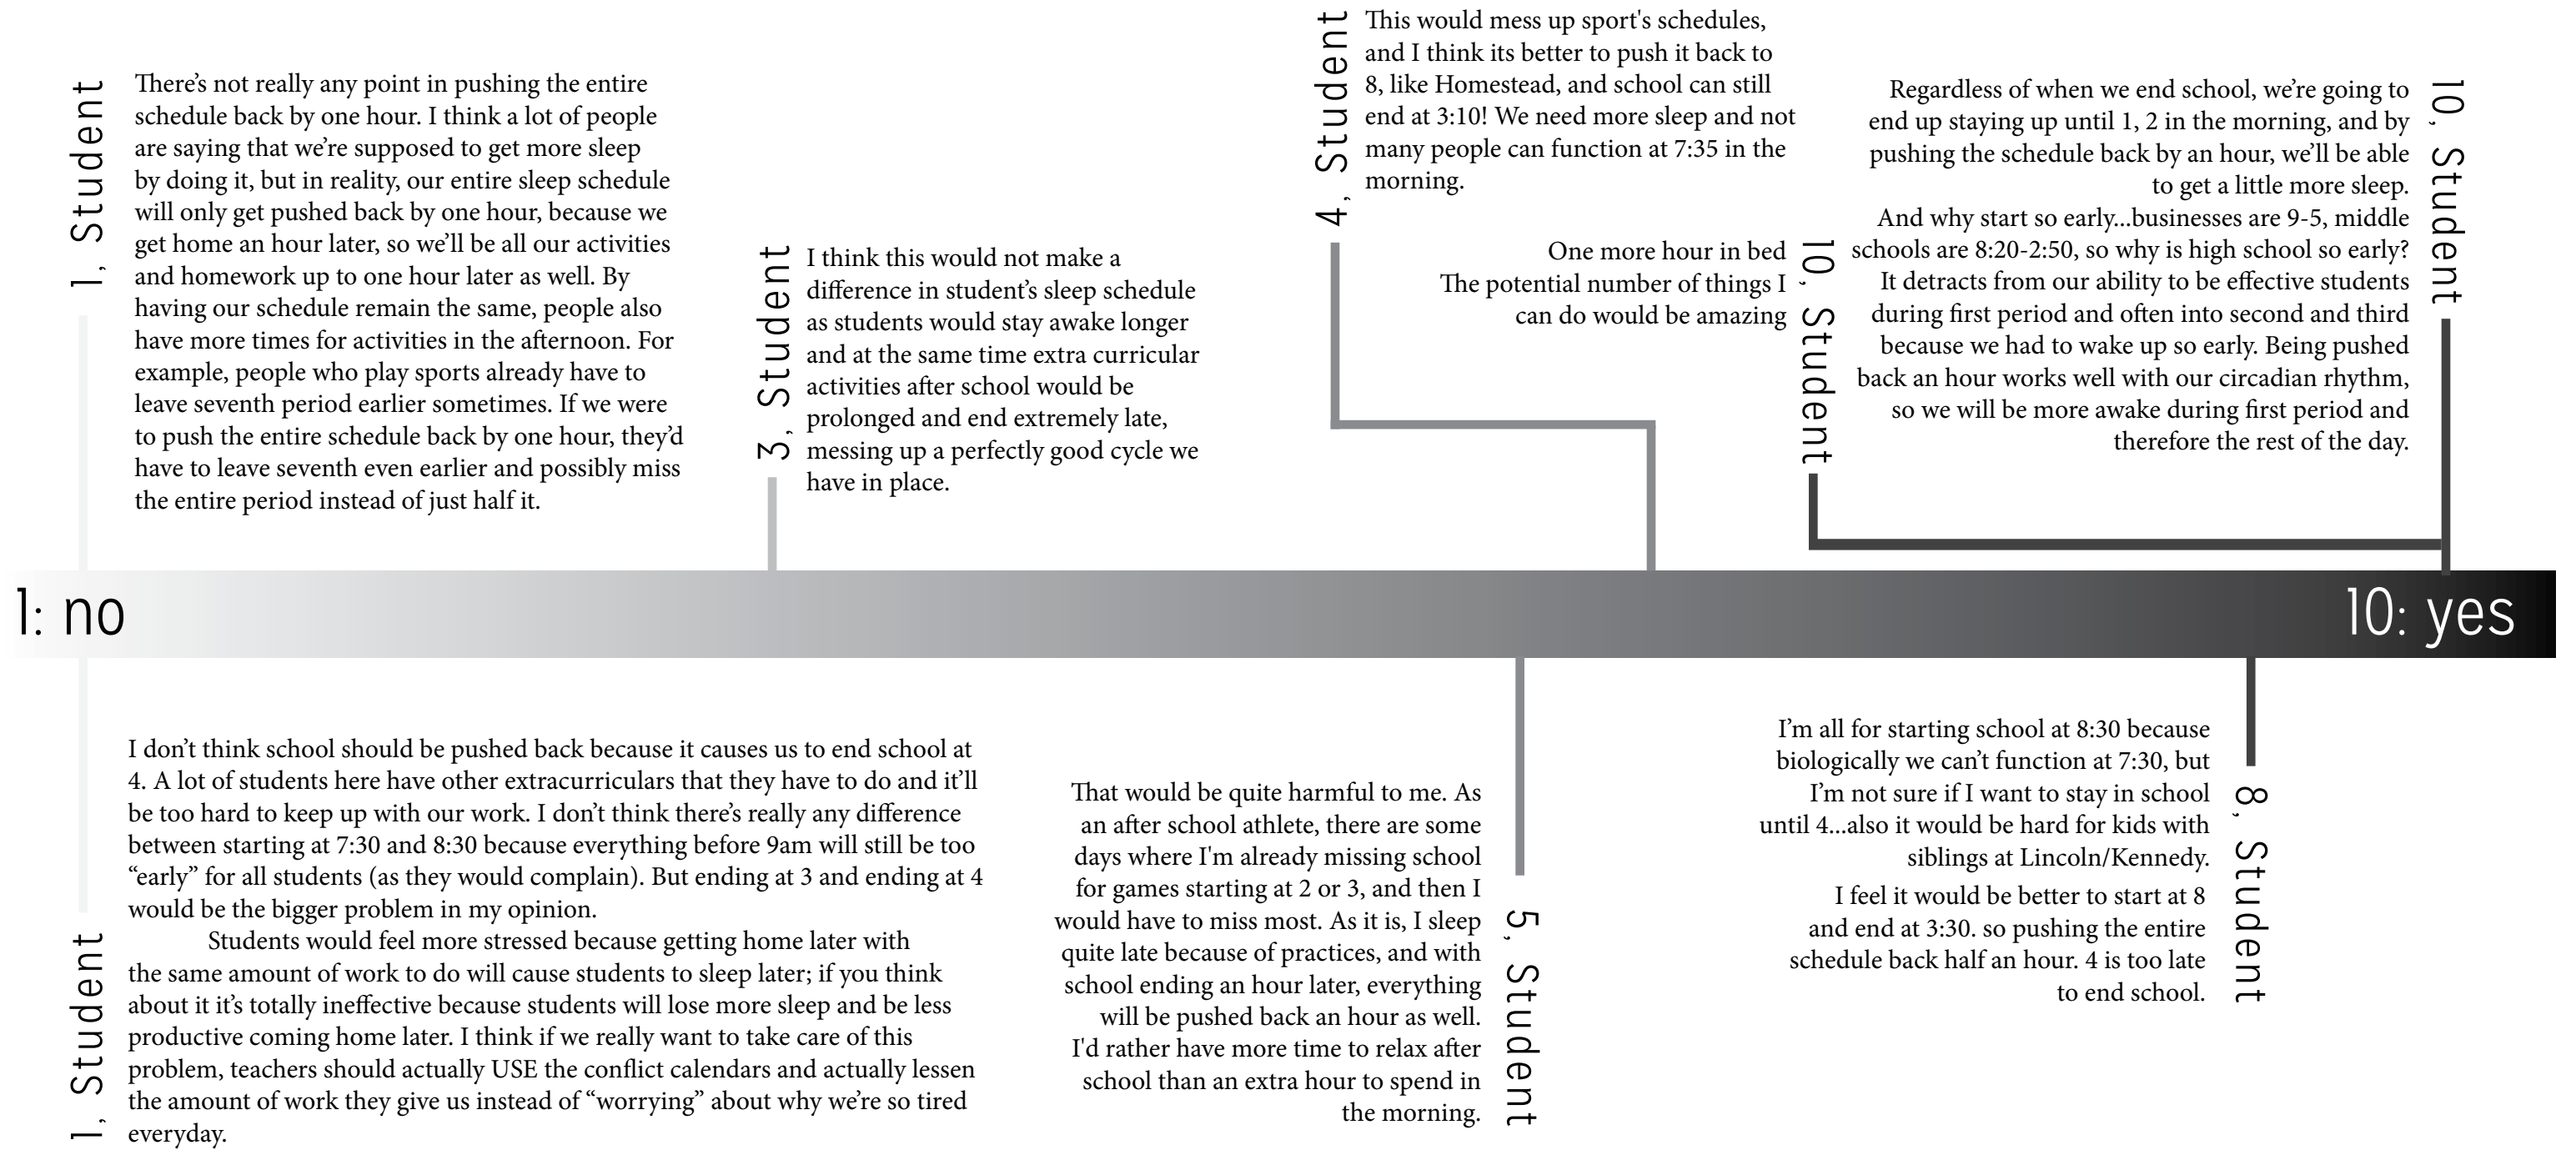 1, Student
There's not really any point in pushing the entire
schedule back by one hour. I think a lot of people
are saying that we're supposed to get more sleep
by doing it, but in reality, our entire sleep schedule
will only get pushed back by one hour, because we
get home an hour later, so we'll be all our activities
and homework up to one hour later as well. By
having our schedule remain the same, people also
have more times for activities in the afternoon. For
example, people who play sports already have to
leave seventh period earlier sometimes. If we were
to push the entire schedule back by one hour, they'd
have to leave seventh even earlier and possibly miss
the entire period instead of just half it.
3, Student
I think this would not make a
difference in student's sleep schedule
as students would stay awake longer
and at the same time extra curricular
activities after school would be
prolonged and end extremely late,
messing up a perfectly good cycle we
have in place.
4, Student
This would mess up sport's schedules,
and I think its better to push it back to
8, like Homestead, and school can still
end at 3:10! We need more sleep and not
many people can function at 7:35 in the
morning.
One more hour in bed
The potential number of things I
can do would be amazing
10, Student
Regardless of when we end school, we're going to
end up staying up until 1, 2 in the morning, and by
pushing the schedule back by an hour, we'll be able
to get a little more sleep.
And why start so early...businesses are 9-5, middle
schools are 8:20-2:50, so why is high school so early?
It detracts from our ability to be effective students
during first period and often into second and third
because we had to wake up so early. Being pushed
back an hour works well with our circadian rhythm,
so we will be more awake during first period and
therefore the rest of the day.
10, Student
1: no
10: yes
1, Student
I don't think school should be pushed back because it causes us to end school at
4. A lot of students here have other extracurriculars that they have to do and it'll
be too hard to keep up with our work. I don't think there's really any difference
between starting at 7:30 and 8:30 because everything before 9am will still be too
“early” for all students (as they would complain). But ending at 3 and ending at 4
would be the bigger problem in my opinion.
Students would feel more stressed because getting home later with
the same amount of work to do will cause students to sleep later; if you think
about it it's totally ineffective because students will lose more sleep and be less
productive coming home later. I think if we really want to take care of this
problem, teachers should actually USE the conflict calendars and actually lessen
the amount of work they give us instead of “worrying” about why we're so tired
everyday.
That would be quite harmful to me. As
an after school athlete, there are some
days where I'm already missing school
for games starting at 2 or 3, and then I
would have to miss most. As it is, I sleep
quite late because of practices, and with
school ending an hour later, everything
will be pushed back an hour as well.
I'd rather have more time to relax after
school than an extra hour to spend in
the morning.
5, Student
I'm all for starting school at 8:30 because
biologically we can't function at 7:30, but
I'm not sure if I want to stay in school
until 4...also it would be hard for kids with
siblings at Lincoln/Kennedy.
I feel it would be better to start at 8
and end at 3:30. so pushing the entire
schedule back half an hour. 4 is too late
to end school.
8, Student